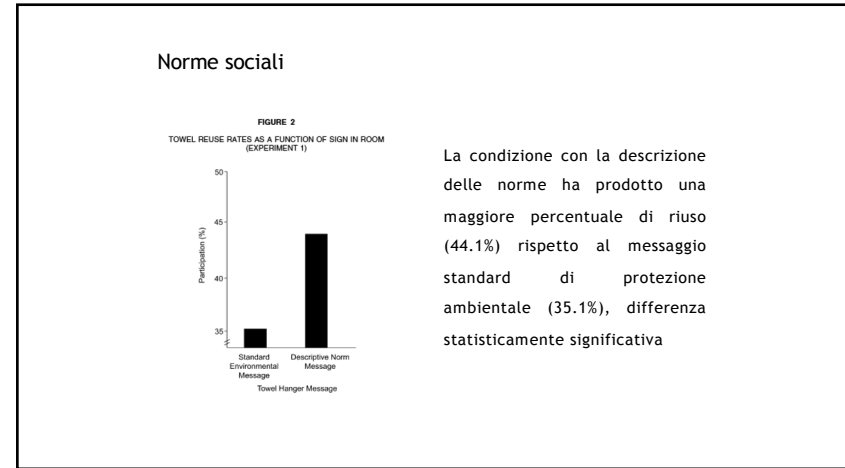 Norme sociali
FIGURE 2
TOWEL REUSE RATES AS A FUNCTION OF SIGN IN ROOM
(EXPERIMENT 1)
50
45
40
35
Participation (%)
Standard
Environmental
Message
Descriptive Norm
Message
Towel Hanger Message
La condizione con la descrizione
delle norme ha prodotto una
maggiore percentuale di riuso
(44.1%) rispetto al messaggio
standard di protezione
ambientale (35.1%), differenza
statisticamente significativa